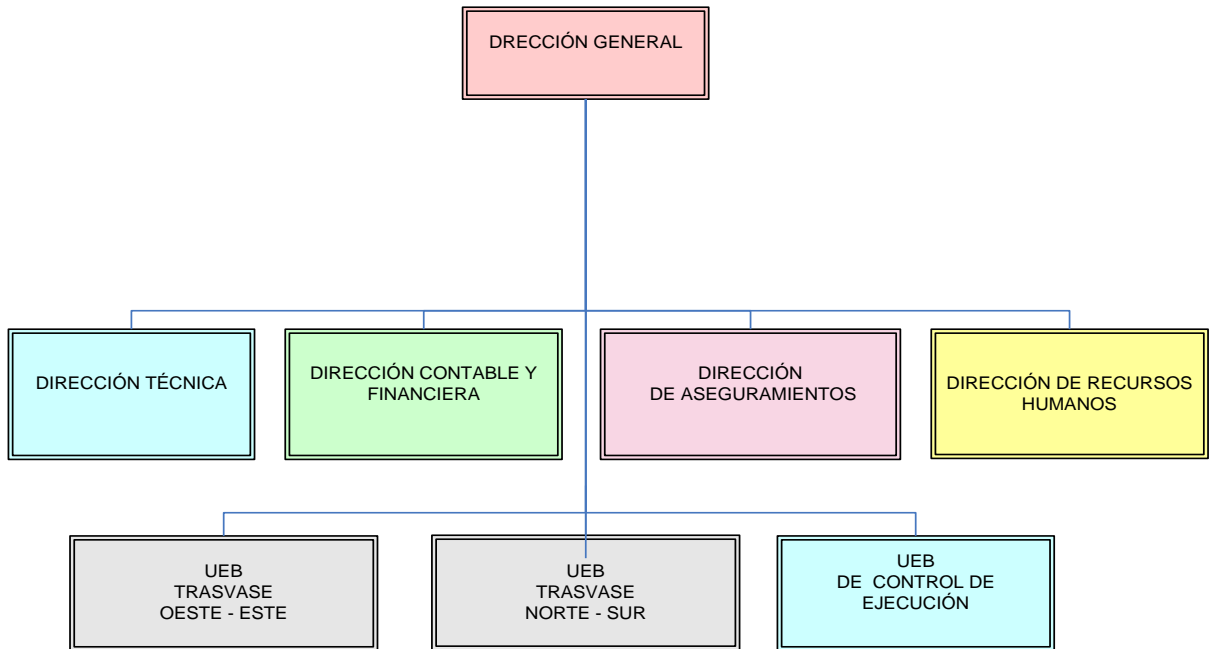 DRECCIÓN GENERAL
DIRECCIÓN TÉCNICA
DIRECCIÓN CONTABLE Y
FINANCIERA
DIRECCIÓN
DE ASEGURAMIENTOS
DIRECCIÓN DE RECURSOS
HUMANOS
UEB
TRASVASE
OESTE - ESTE
UEB
TRASVASE
NORTE - SUR
UEB
DE CONTROL DE
EJECUCIÓN